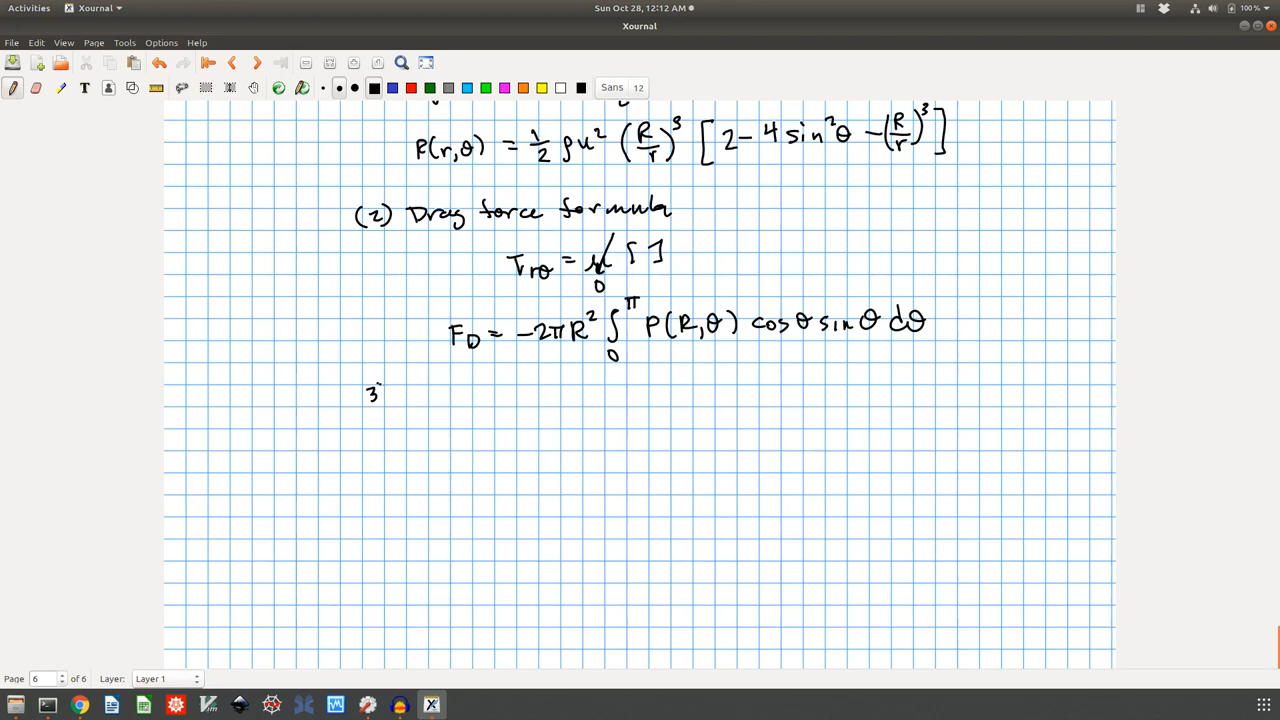 Activities Xournal Sun Oct 28, 12:12 AM 100 %
Xournal
File Edit View Page Tools Options Help
Sans 12
P(r,θ) = 1/2 ρu² (R/r)³ [2 - 4 sin²θ - (R/r)³]
(2) Drag force formula
τrθ = μ [ ]
0
F_D = -2πR² ∫₀^π P(R,θ) cosθ sinθ dθ
3
Page 6 of 6 Layer: Layer 1